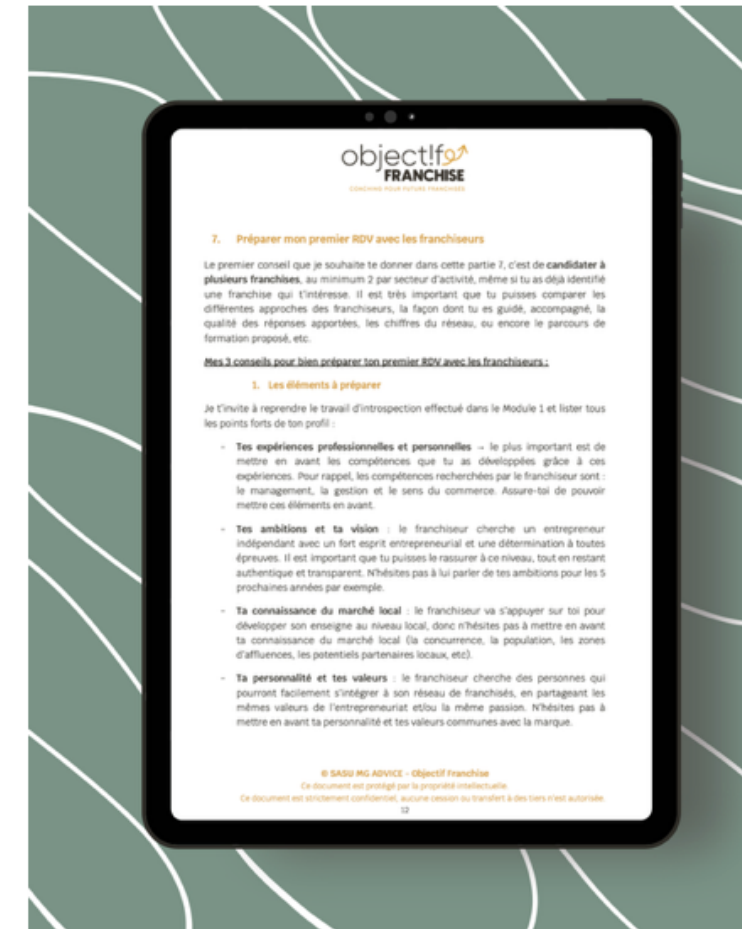 object!f
FRANCHISE
COACHING POUR FUTURE FRANCHISÉE
7. Préparer mon premier RDV avec les franchiseurs
Le premier conseil que je souhaite te donner dans cette partie 7, c'est de candidater à
plusieurs franchises, au minimum 2 par secteur d'activité, même si tu as déjà identifié
une franchise qui t'intéresse. Il est très important que tu puisses comparer les
différentes approches des franchiseurs, la façon dont tu es guidé, accompagné, la
qualité des réponses apportées, les chiffres du réseau, ou encore le parcours de
formation proposé, etc.
Mes 3 conseils pour bien préparer ton premier RDV avec les franchiseurs :
1. Les éléments à préparer
Je t'invite à reprendre le travail d'introspection effectué dans le Module 1 et lister tous
les points forts de ton profil :
- Tes expériences professionnelles et personnelles – le plus important est de
mettre en avant les compétences que tu as développées grâce à ces
expériences. Pour rappel, les compétences recherchées par le franchiseur sont :
le management, la gestion et le sens du commerce. Assure-toi de pouvoir
mettre ces éléments en avant.
- Tes ambitions et ta vision : le franchiseur cherche un entrepreneur
indépendant avec un fort esprit entrepreneurial et une détermination à toutes
épreuves. Il est important que tu puisses le rassurer à ce niveau, tout en restant
authentique et transparent. N'hésites pas à lui parler de tes ambitions pour les 5
prochaines années par exemple.
- Ta connaissance du marché local : le franchiseur va s'appuyer sur toi pour
développer son enseigne au niveau local, donc n'hésites pas à mettre en avant
ta connaissance du marché local (la concurrence, la population, les zones
d'affluences, les potentiels partenaires locaux, etc).
- Ta personnalité et tes valeurs : le franchiseur cherche des personnes qui
pourront facilement s'intégrer à son réseau de franchisés, en partageant les
mêmes valeurs de l'entrepreneuriat et/ou la même passion. N'hésites pas à
mettre en avant ta personnalité et tes valeurs communes avec la marque.
© SASU MG ADVICE - Objectif Franchise
Ce document est protégé par la propriété intellectuelle.
Ce document est strictement confidentiel, aucune cession ou transfert à des tiers n'est autorisée.
12